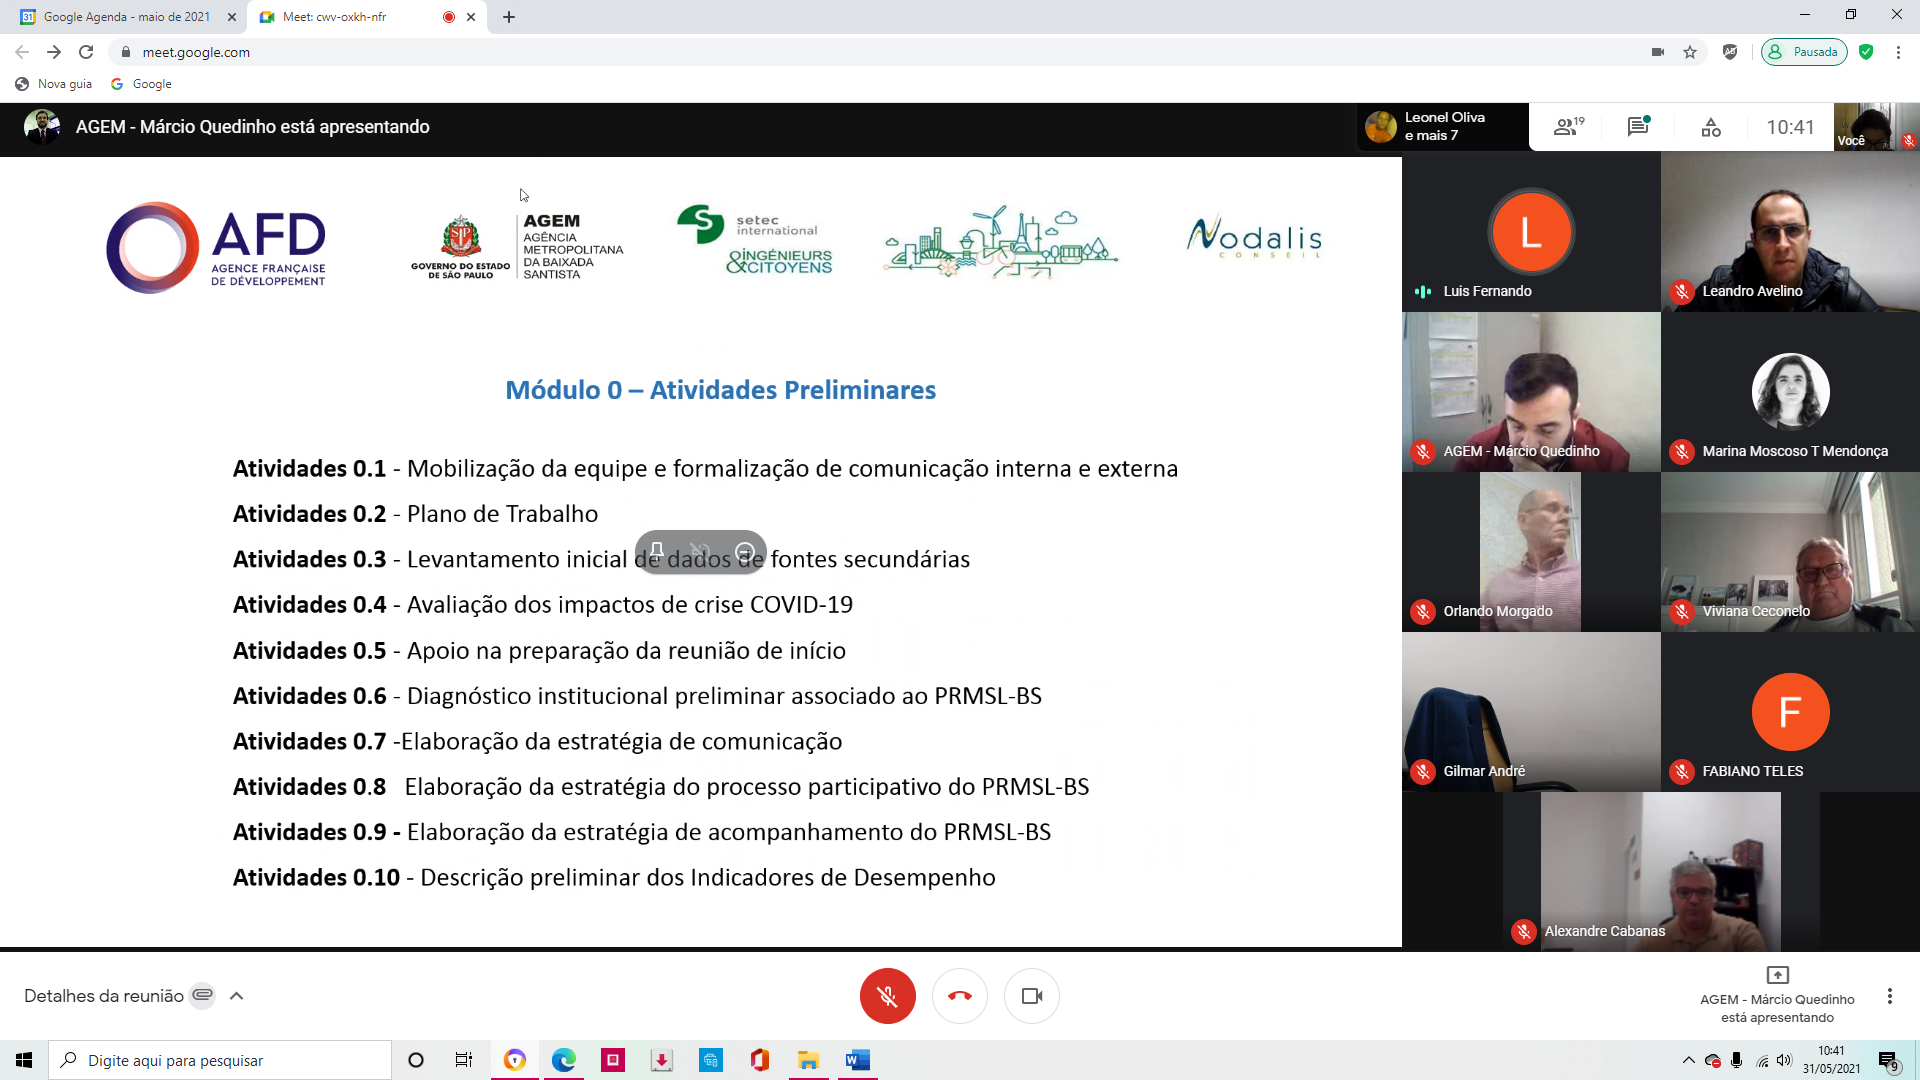 Google Agenda - maio de 2021
Meet: cwv-oxkh-nfr
meet.google.com
Pausada
Nova guia
Google
AGEM - Márcio Quedinho está apresentando
Leonel Oliva
e mais 7
19
10:41
Você
AFD
AGENCE FRANÇAISE
DE DÉVELOPPEMENT
GOVERNO DO ESTADO
DE SÃO PAULO
AGEM
AGÊNCIA
METROPOLITANA
DA BAIXADA
SANTISTA
setec
international
INGÉNIEURS
&CITOYENS
Nodalis
CONSEIL
Módulo 0 – Atividades Preliminares
Atividades 0.1 - Mobilização da equipe e formalização de comunicação interna e externa
Atividades 0.2 - Plano de Trabalho
Atividades 0.3 - Levantamento inicial de dados de fontes secundárias
Atividades 0.4 - Avaliação dos impactos de crise COVID-19
Atividades 0.5 - Apoio na preparação da reunião de início
Atividades 0.6 - Diagnóstico institucional preliminar associado ao PRMSL-BS
Atividades 0.7 -Elaboração da estratégia de comunicação
Atividades 0.8 Elaboração da estratégia do processo participativo do PRMSL-BS
Atividades 0.9 - Elaboração da estratégia de acompanhamento do PRMSL-BS
Atividades 0.10 - Descrição preliminar dos Indicadores de Desempenho
L
Luis Fernando
Leandro Avelino
AGEM - Márcio Quedinho
Marina Moscoso T Mendonça
Orlando Morgado
Viviana Ceconelo
Gilmar André
F
FABIANO TELES
Alexandre Cabanas
Detalhes da reunião
AGEM - Márcio Quedinho
está apresentando
Digite aqui para pesquisar
10:41
31/05/2021
9